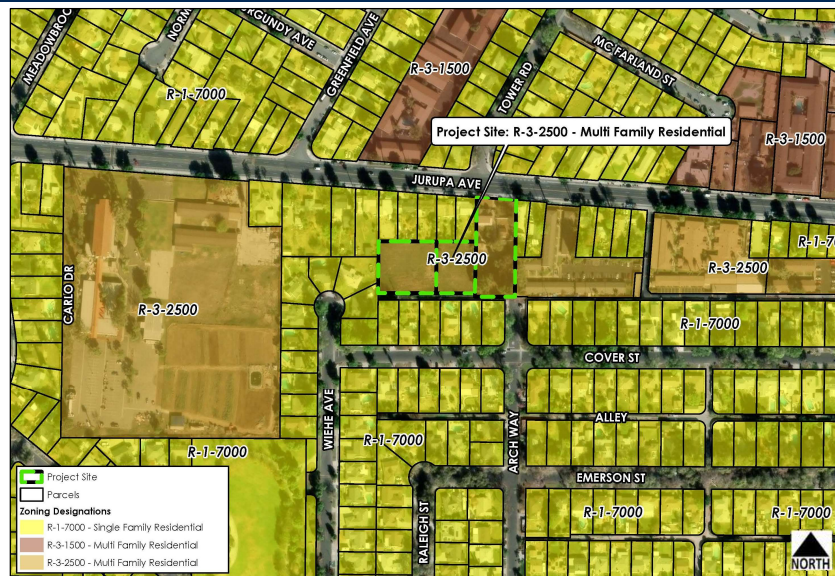 MEADOWBROO
NORM
RGUNDY AVE
GREENFIELD AVE
R-3-1500
TOWER RD
MC FARLAND ST
R-1-7000
Project Site: R-3-2500 - Multi Family Residential
R-3-1500
JURUPA AVE
CARLO DR
R-3-2500
R-3-2500
R-3-2500
R-1-7
R-1-7000
COVER ST
WIEHE AVE
R-1-7000
ALLEY
ARCH WAY
R-1-7000
EMERSON ST
RALEIGH ST
R-1-7000
R-1-7000
Project Site
Parcels
Zoning Designations
R-1-7000 - Single Family Residential
R-3-1500 - Multi Family Residential
R-3-2500 - Multi Family Residential
NORTH